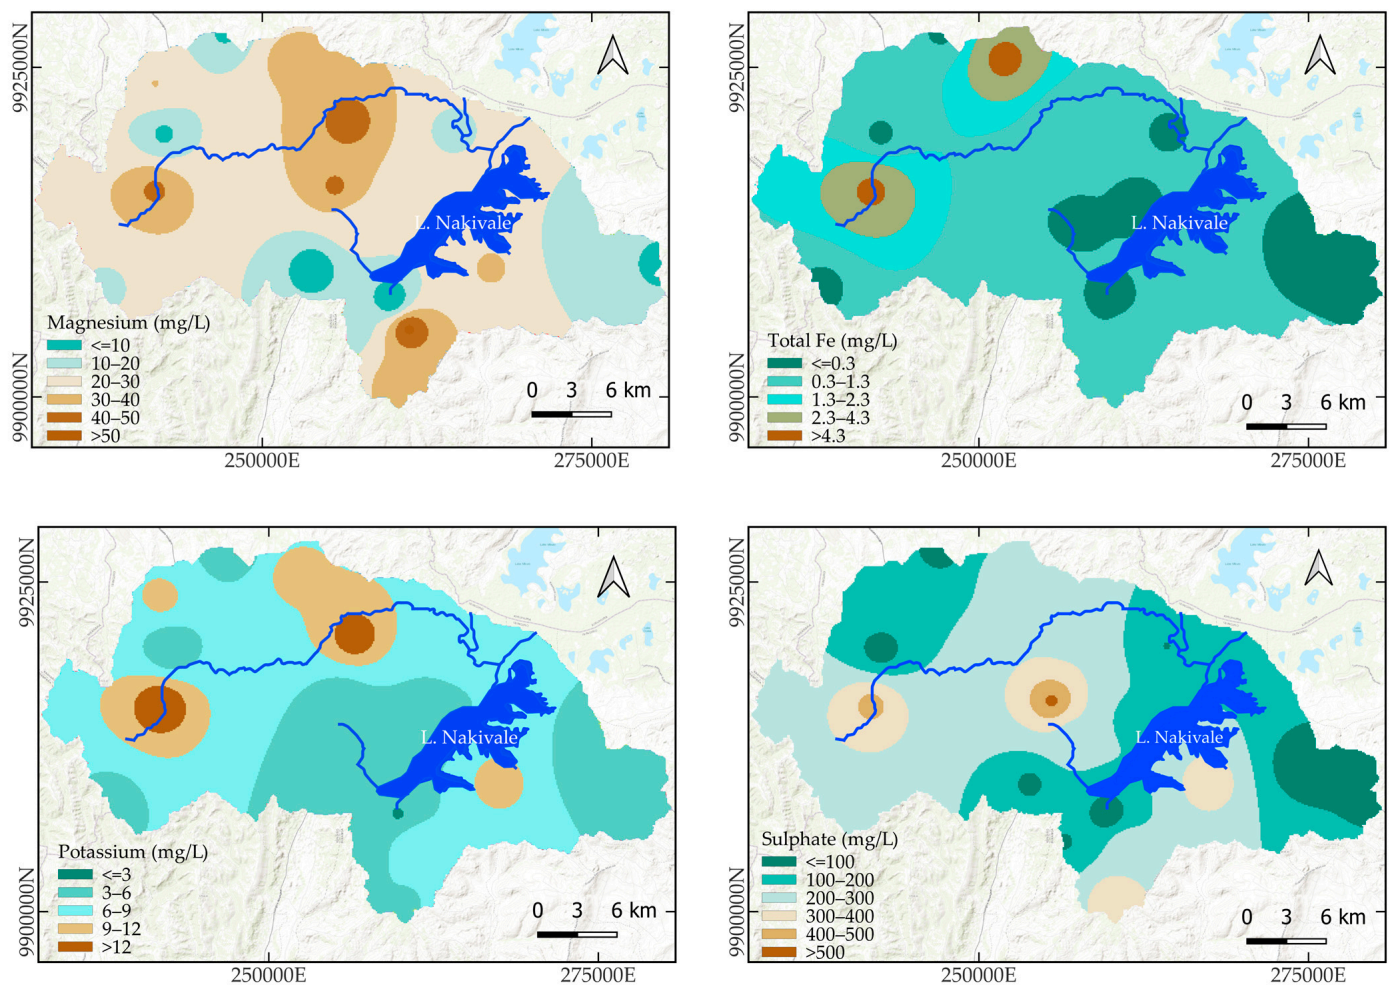 9925000N
9900000N
L. Nakivale
Magnesium (mg/L)
<=10
10–20
20–30
30–40
40–50
>50
0 3 6 km
250000E 275000E
9925000N
9900000N
L. Nakivale
Total Fe (mg/L)
<=0.3
0.3–1.3
1.3–2.3
2.3–4.3
>4.3
0 3 6 km
250000E 275000E
9925000N
9900000N
L. Nakivale
Potassium (mg/L)
<=3
3–6
6–9
9–12
>12
0 3 6 km
250000E 275000E
9925000N
9900000N
L. Nakivale
Sulphate (mg/L)
<=100
100–200
200–300
300–400
400–500
>500
0 3 6 km
250000E 275000E